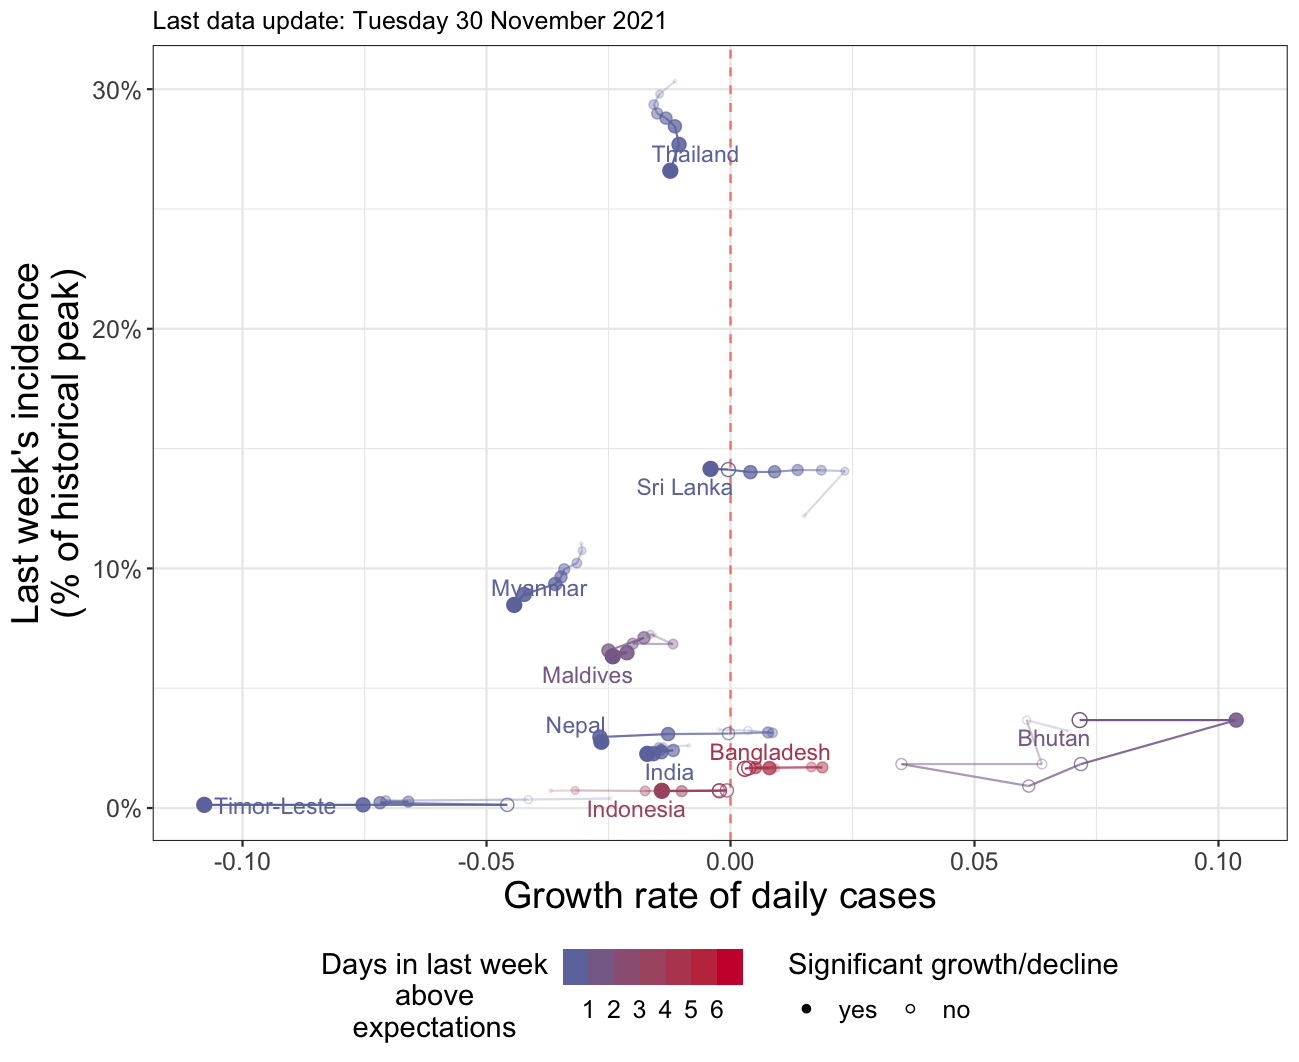 Last data update: Tuesday 30 November 2021
Last week's incidence
(% of historical peak)
30%
20%
10%
0%
Thailand
Sri Lanka
Myanmar
Maldives
Nepal
Bhutan
Bangladesh
India
Timor-Leste
Indonesia
-0.10
-0.05
0.00
0.05
0.10
Growth rate of daily cases
Days in last week
above
expectations
1 2 3 4 5 6
Significant growth/decline
yes
no